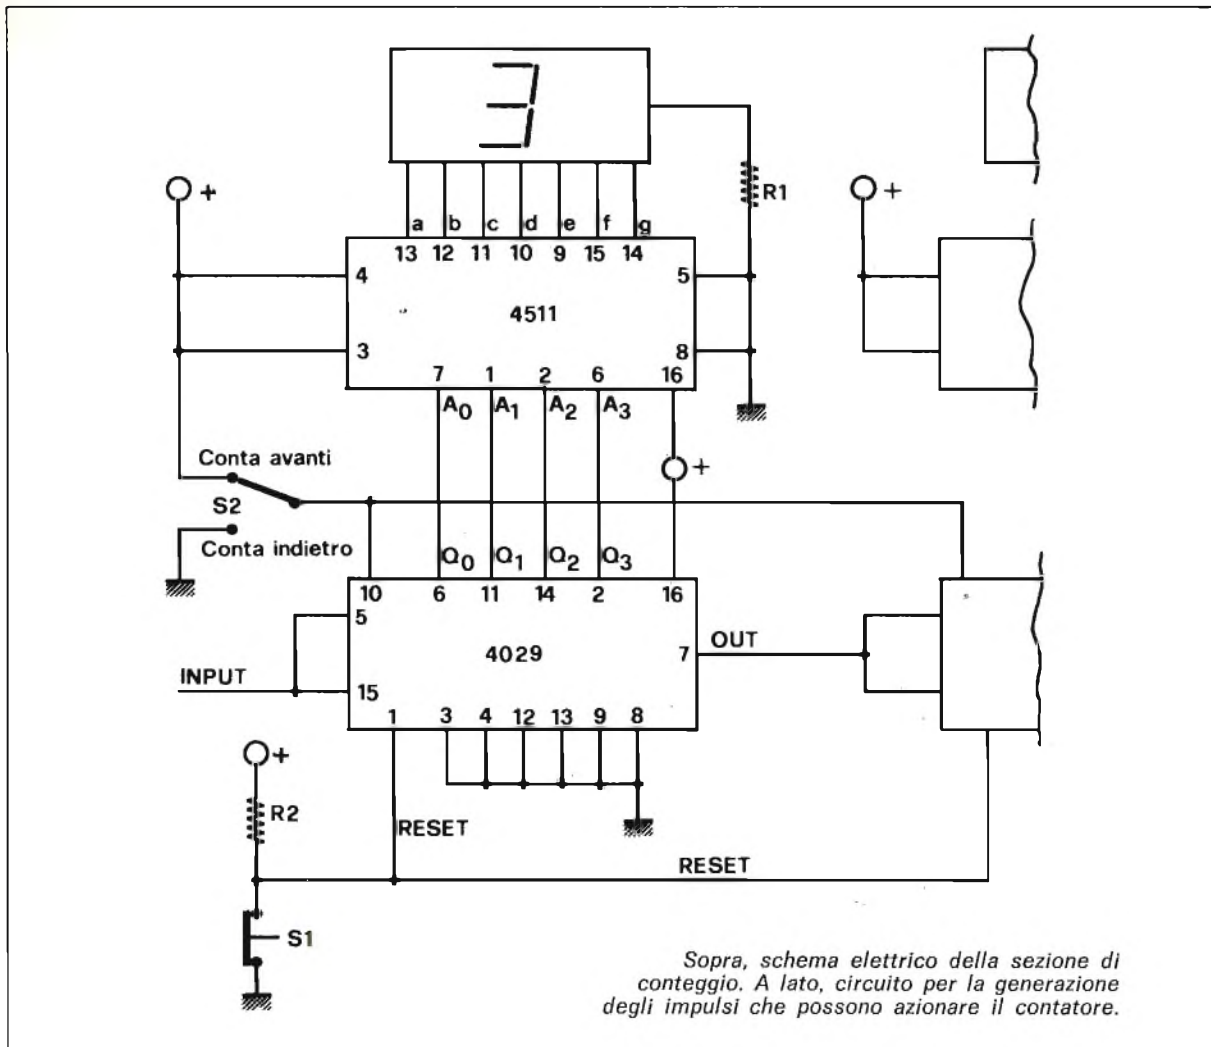 3
+
R1
+
a b c d e f g
13 12 11 10 9 15 14
4
5
4511
3
8
7 1 2 6 16
A0 A1 A2 A3
Conta avanti
+
S2
Conta indietro
Q0 Q1 Q2 Q3
10 6 11 14 2 16
5
OUT
4029
7
INPUT
15
1 3 4 12 13 9 8
+
R2
RESET
RESET
S1
Sopra, schema elettrico della sezione di
conteggio. A lato, circuito per la generazione
degli impulsi che possono azionare il contatore.